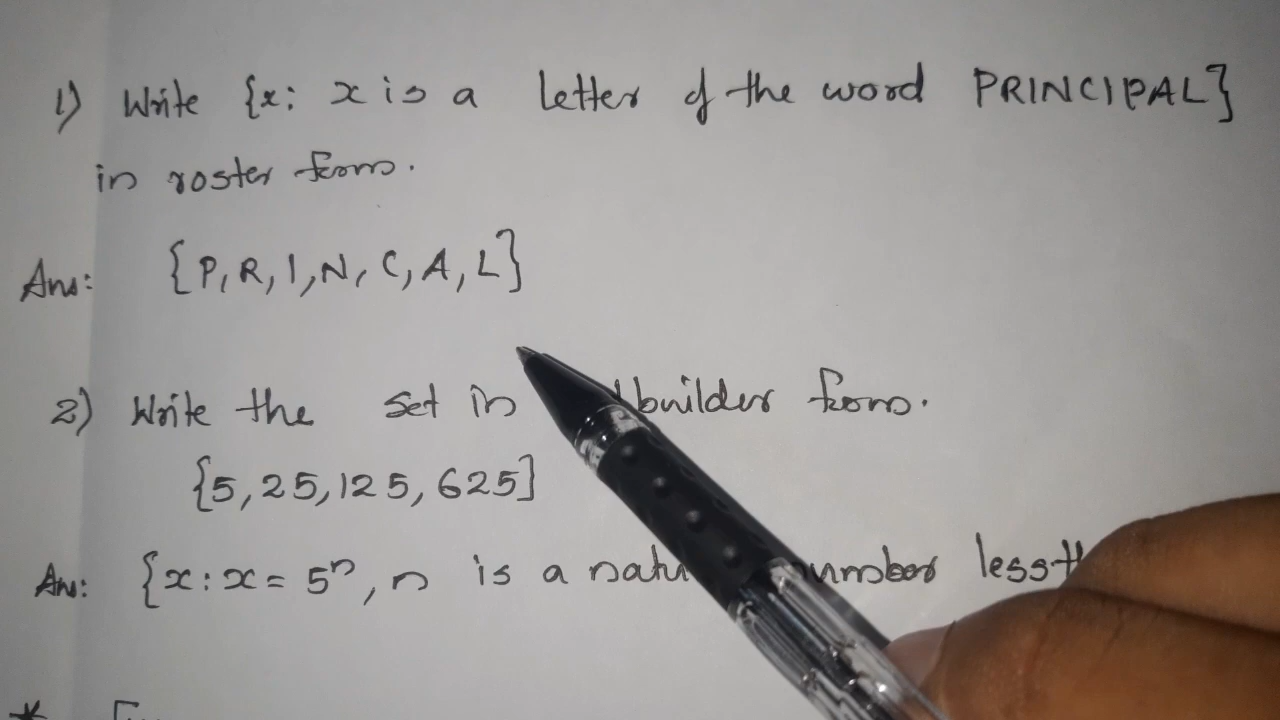 1) Write {x: x is a letter of the word PRINCIPAL}
in roster form.
Ans: {P, R, I, N, C, A, L}
2) Write the set in builder form.
{5, 25, 125, 625}
Ans: {x : x = 5ⁿ, n is a number less
*